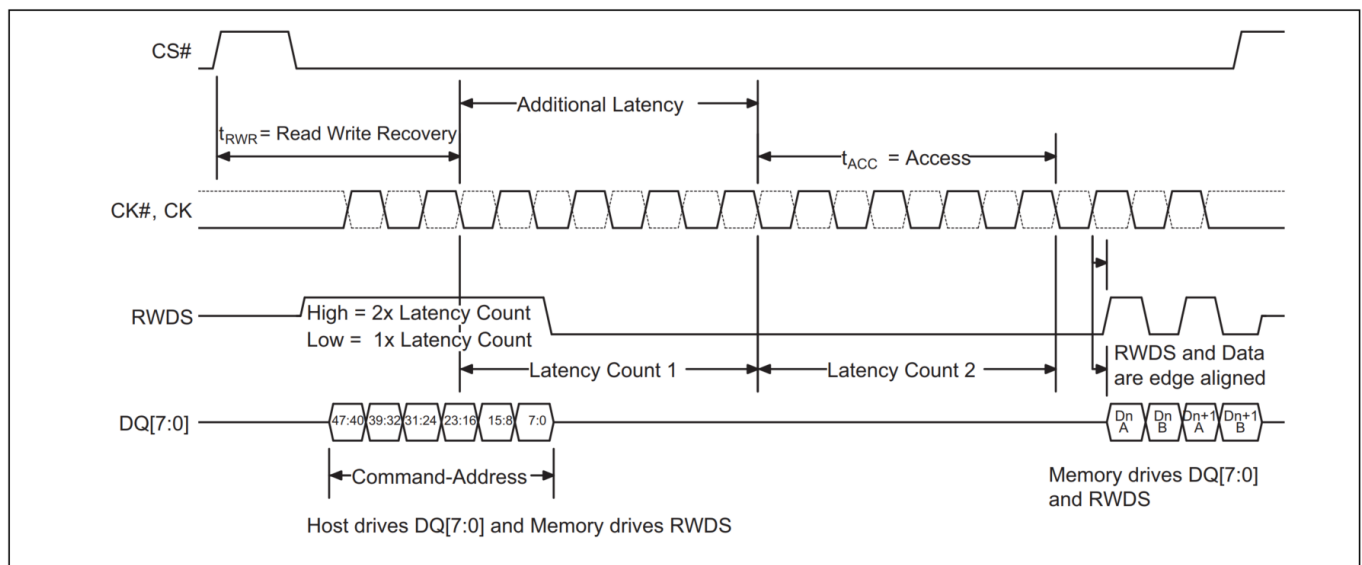 CS#
Additional Latency
tRWR = Read Write Recovery
tACC = Access
CK#, CK
RWDS
High = 2x Latency Count
Low = 1x Latency Count
Latency Count 1
Latency Count 2
RWDS and Data
are edge aligned
DQ[7:0]
47:40 39:32 31:24 23:16 15:8 7:0
Dn Dn Dn+1 Dn+1
A B A B
Command-Address
Memory drives DQ[7:0]
and RWDS
Host drives DQ[7:0] and Memory drives RWDS